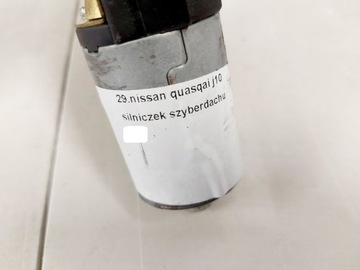 29.nissan quasqai j10
silniczek szyberdachu